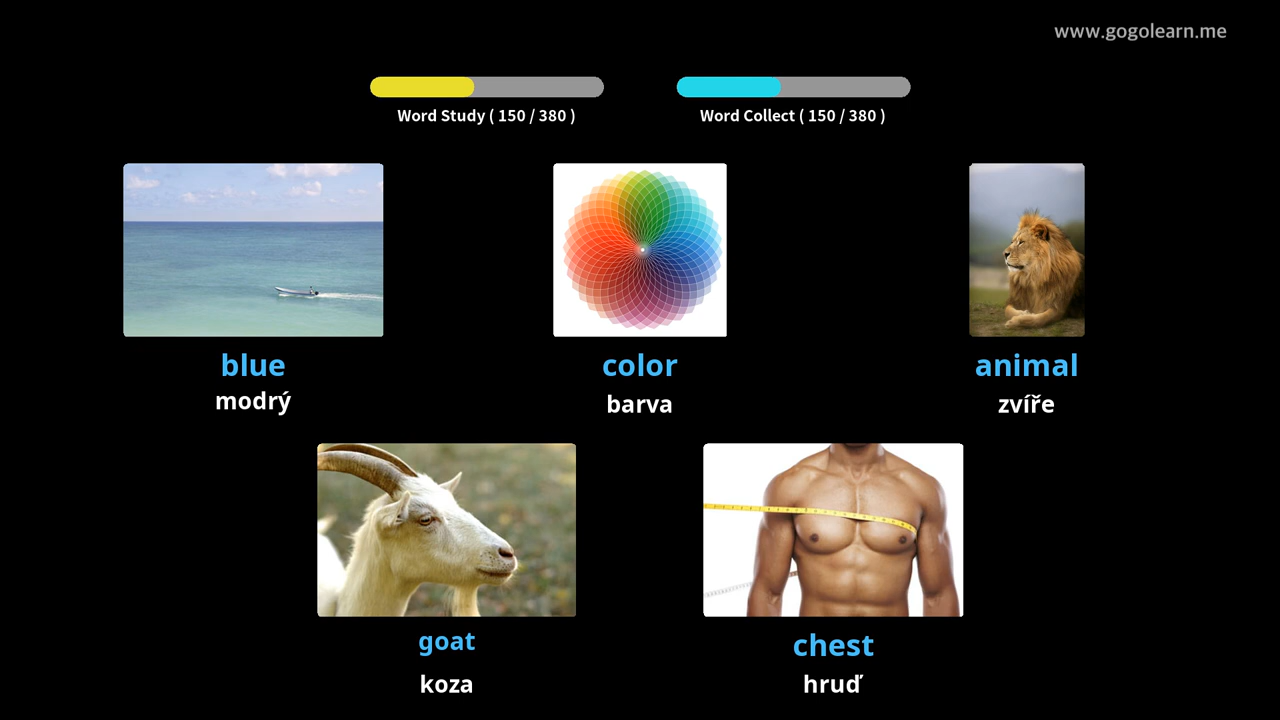 www.gogolearn.me
Word Study ( 150 / 380 )
Word Collect ( 150 / 380 )
blue
modrý
color
barva
animal
zvíře
goat
koza
chest
hruď